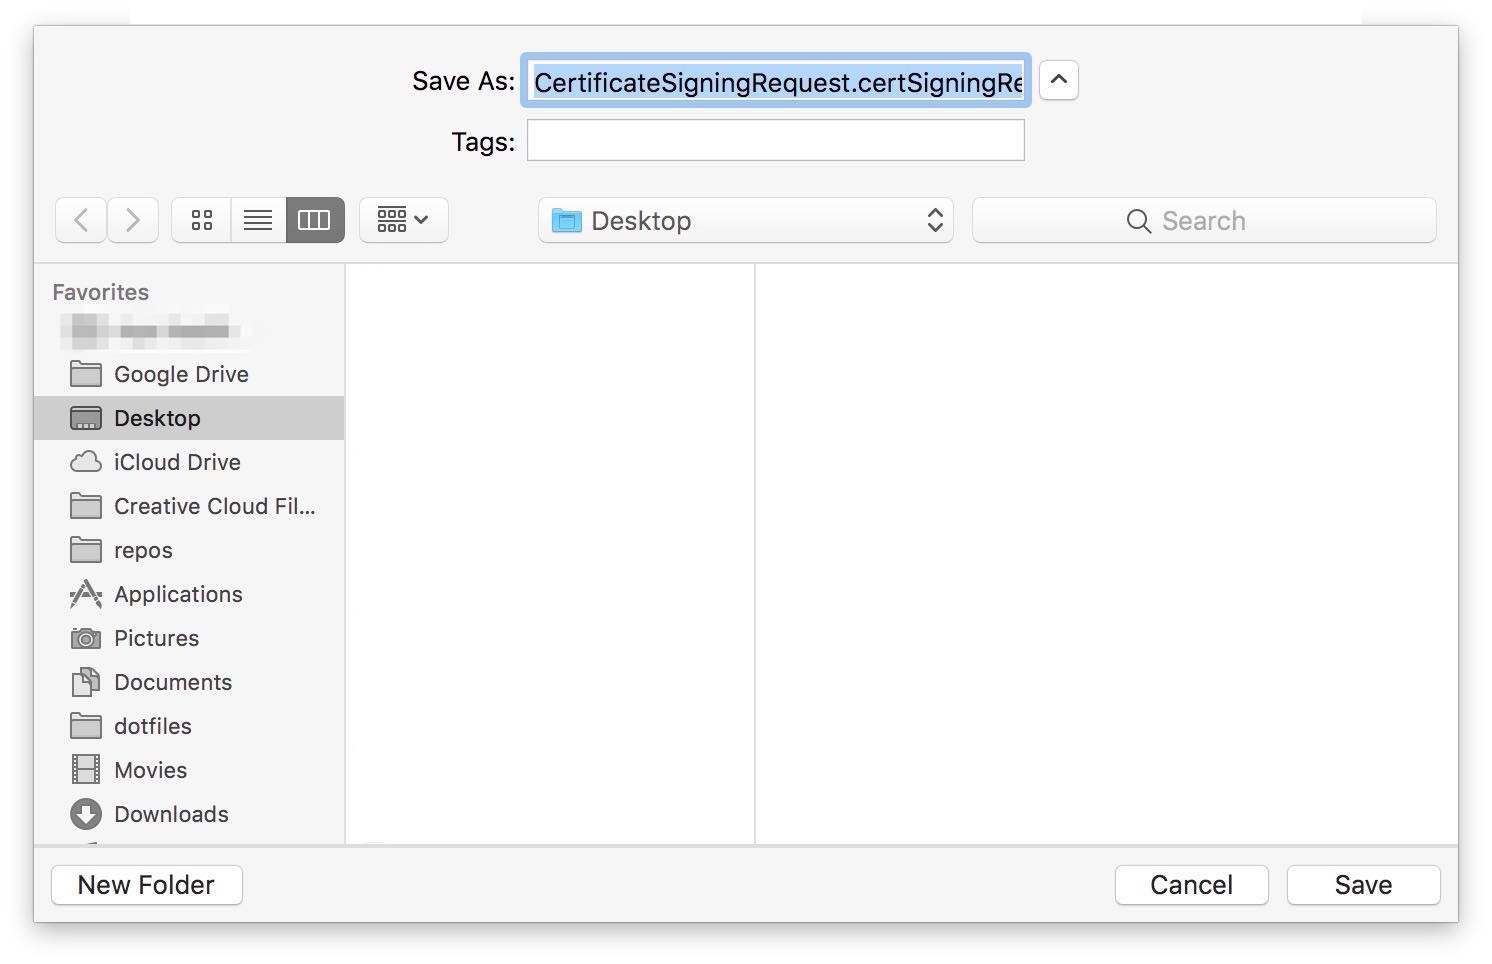 Save As: CertificateSigningRequest.certSigningRe
Tags:
Desktop
Search
Favorites
Google Drive
Desktop
iCloud Drive
Creative Cloud Fil...
repos
Applications
Pictures
Documents
dotfiles
Movies
Downloads
New Folder
Cancel
Save